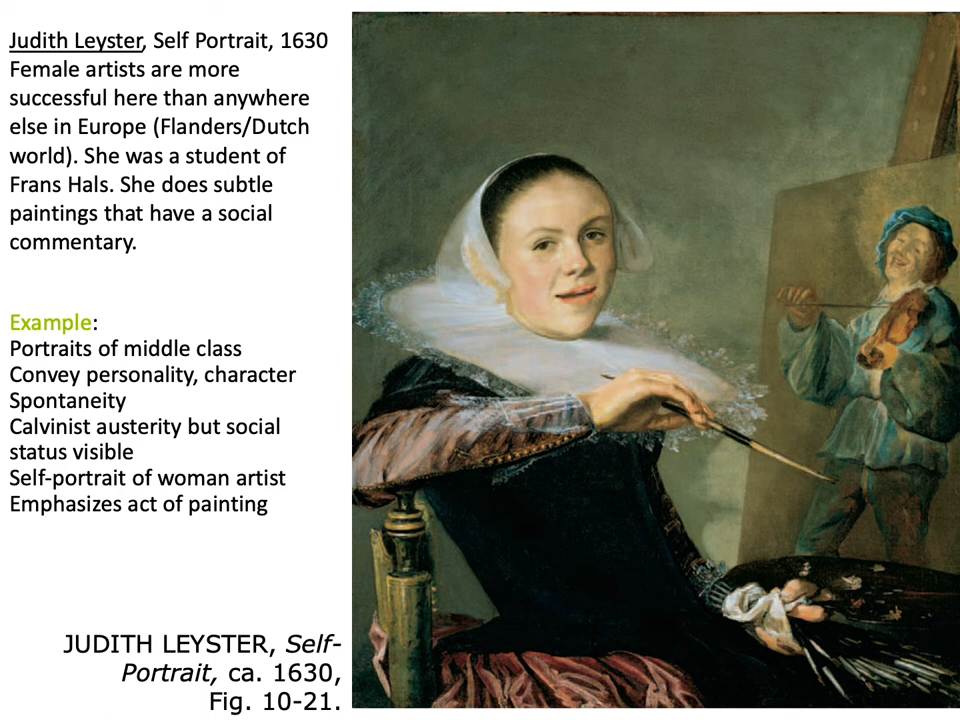 Judith Leyster, Self Portrait, 1630
Female artists are more
successful here than anywhere
else in Europe (Flanders/Dutch
world). She was a student of
Frans Hals. She does subtle
paintings that have a social
commentary.
Example:
Portraits of middle class
Convey personality, character
Spontaneity
Calvinist austerity but social
status visible
Self-portrait of woman artist
Emphasizes act of painting
JUDITH LEYSTER, Self-
Portrait, ca. 1630,
Fig. 10-21.